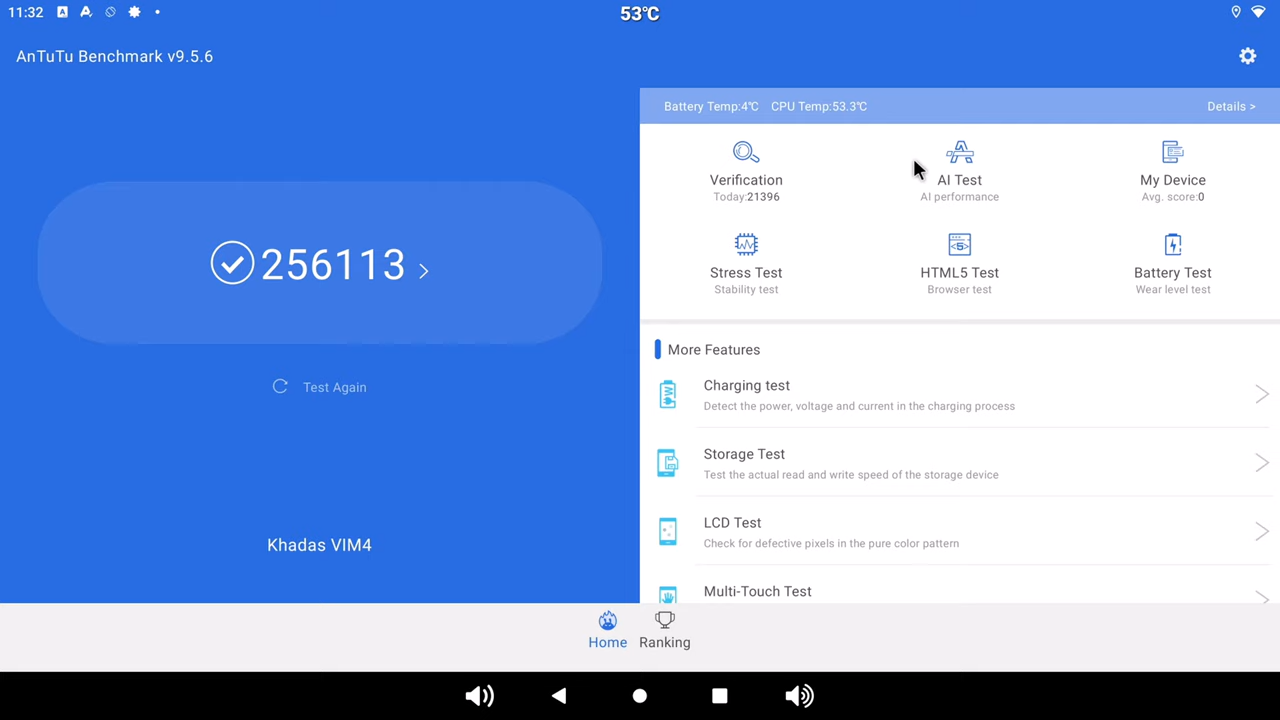 11:32
53℃
AnTuTu Benchmark v9.5.6
Battery Temp:4℃ CPU Temp:53.3℃ Details >
Verification
Today:21396
AI Test
AI performance
My Device
Avg. score:0
Stress Test
Stability test
HTML5 Test
Browser test
Battery Test
Wear level test
256113
Test Again
Khadas VIM4
More Features
Charging test
Detect the power, voltage and current in the charging process
Storage Test
Test the actual read and write speed of the storage device
LCD Test
Check for defective pixels in the pure color pattern
Multi-Touch Test
Home
Ranking